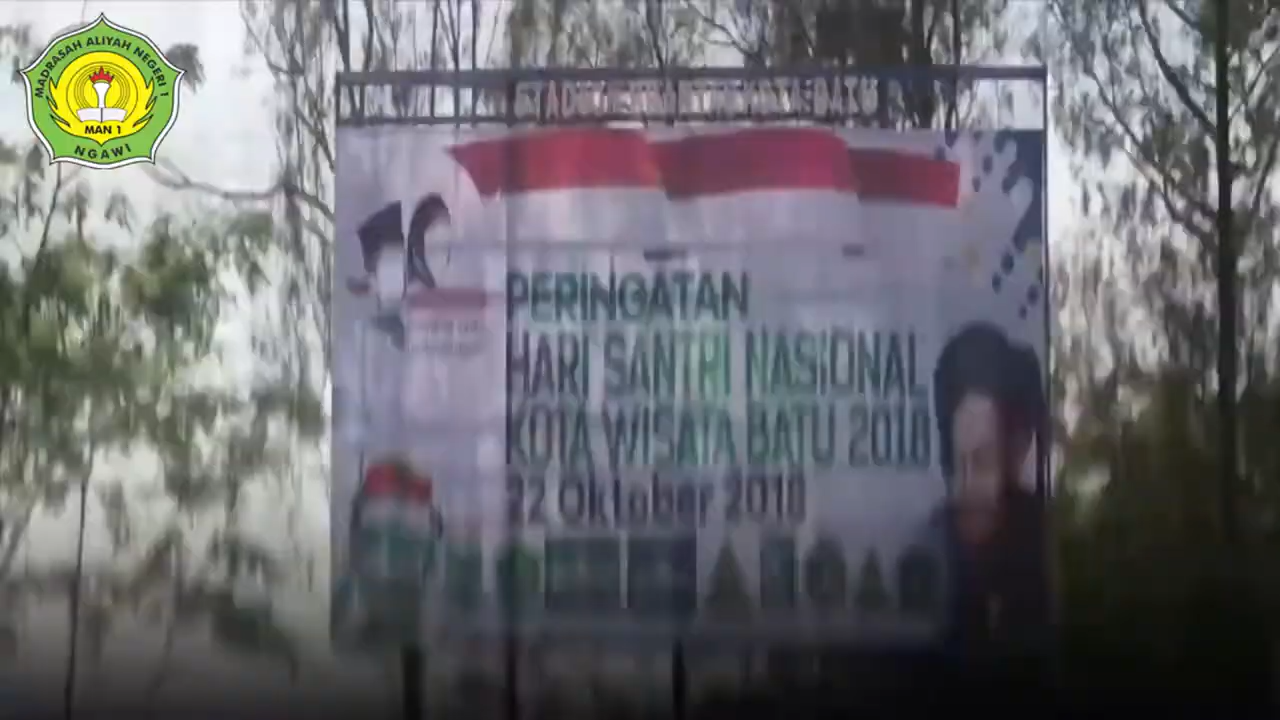 MADRASAH ALIYAH NEGERI 1
MAN 1
NGAWI
PERINGATAN
HARI SANTRI NASIONAL
KOTA WISATA BATU 2018
22 Oktober 2018